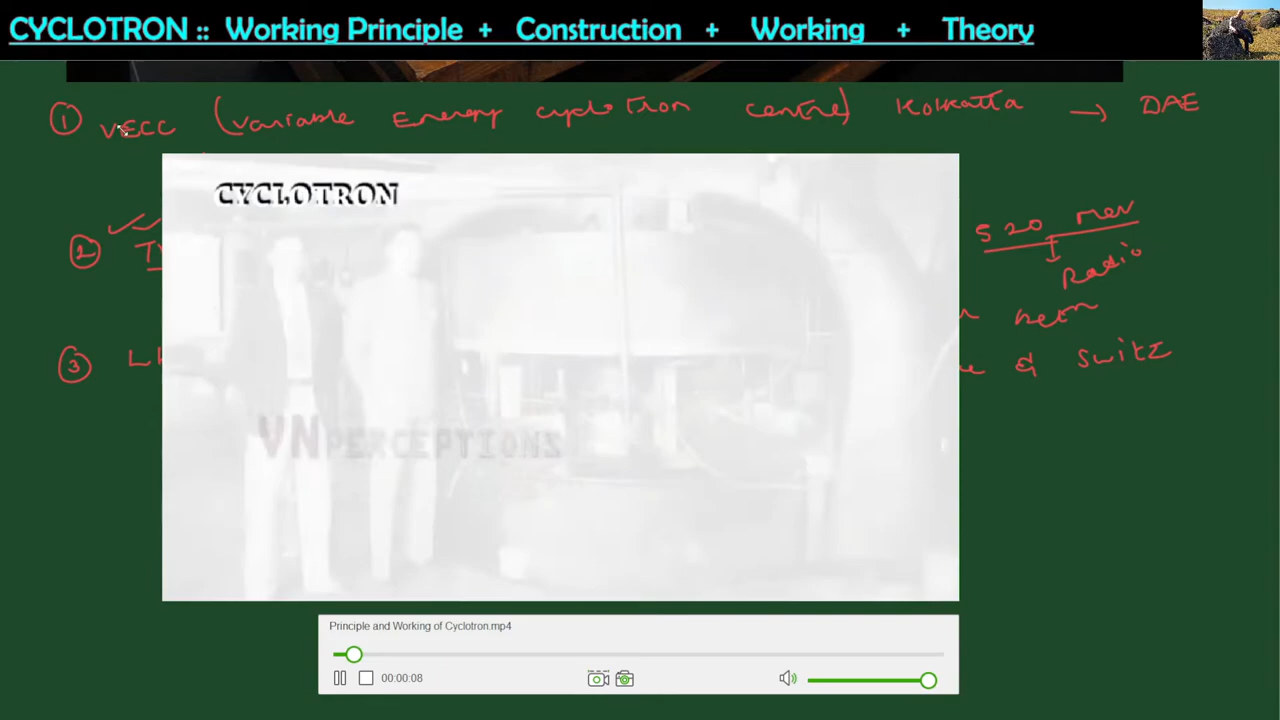 CYCLOTRON :: Working Principle + Construction + Working + Theory
① VECC (Variable Energy cyclotron centre) Kolkatta → DAE
CYCLOTRON
② 520 mev
Radio
VNPERCEPTIONS
③ & Switz
Principle and Working of Cyclotron.mp4
00:00:08